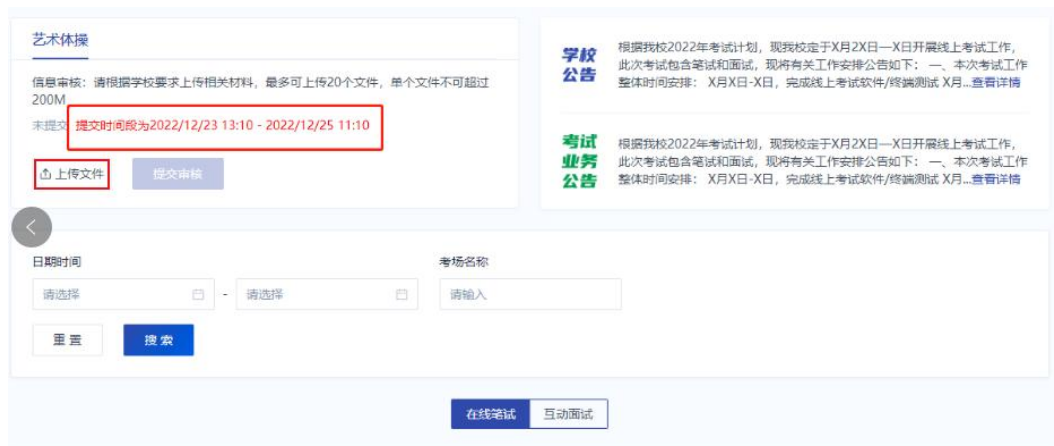 艺术体操
信息审核：请根据学校要求上传相关材料，最多可上传20个文件，单个文件不可超过
200M
未提交 提交时间段为2022/12/23 13:10 - 2022/12/25 11:10
上传文件
提交审核
学校
公告
根据我校2022年考试计划，现我校定于X月2X日—X日开展线上考试工作，
此次考试包含笔试和面试，现将有关工作安排公告如下： 一、本次考试工作
整体时间安排： X月X日-X日，完成线上考试软件/终端测试 X月...查看详情
考试
业务
公告
根据我校2022年考试计划，现我校定于X月2X日—X日开展线上考试工作，
此次考试包含笔试和面试，现将有关工作安排公告如下： 一、本次考试工作
整体时间安排： X月X日-X日，完成线上考试软件/终端测试 X月...查看详情
日期时间
考场名称
请选择 - 请选择
请输入
重置
搜索
在线笔试
互动面试